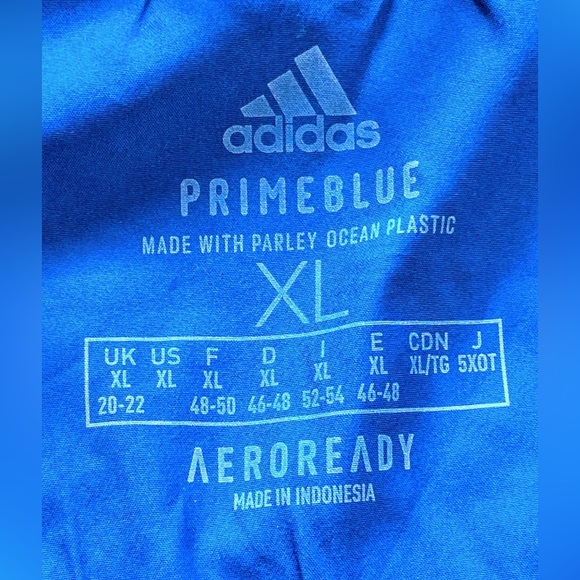 adidas
PRIMEBLUE
MADE WITH PARLEY OCEAN PLASTIC
XL
UK US F D I E CDN J
XL XL XL XL XL XL XL/TG 5XOT
20-22 48-50 46-48 52-54 46-48
AEROREADY
MADE IN INDONESIA